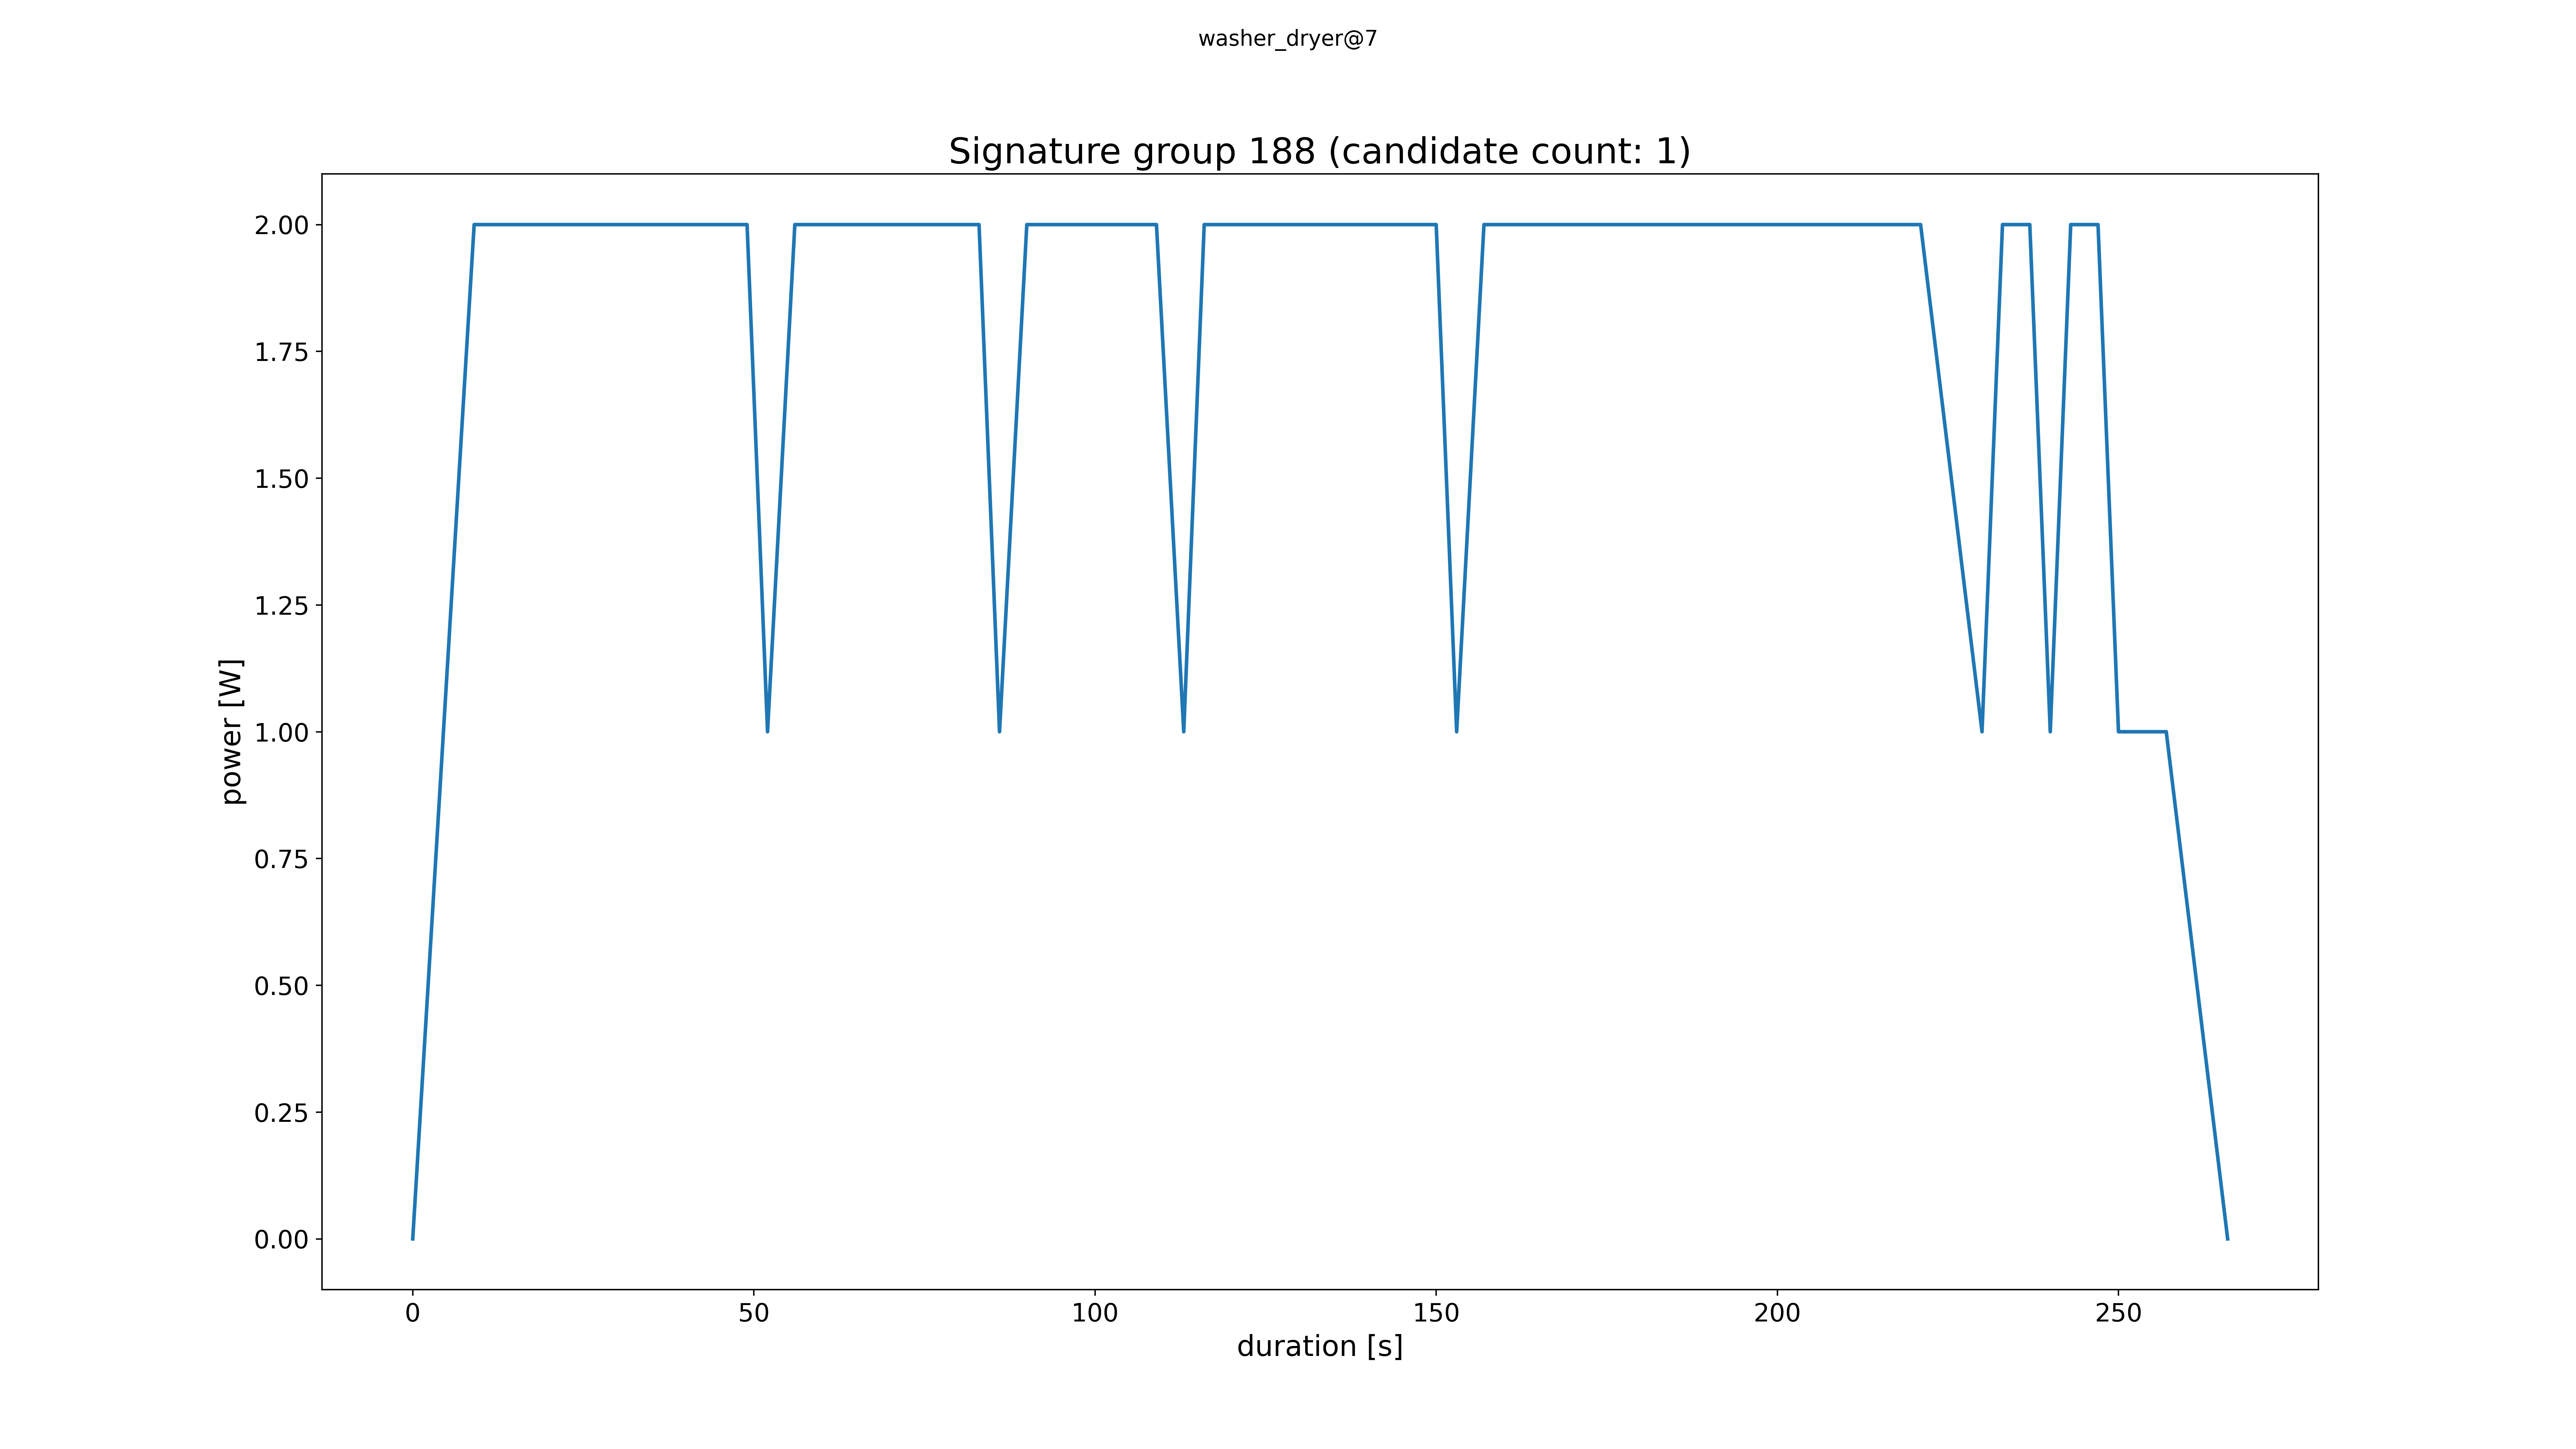 washer_dryer@7
Signature group 188 (candidate count: 1)
power [W]
2.00
1.75
1.50
1.25
1.00
0.75
0.50
0.25
0.00
0 50 100 150 200 250
duration [s]